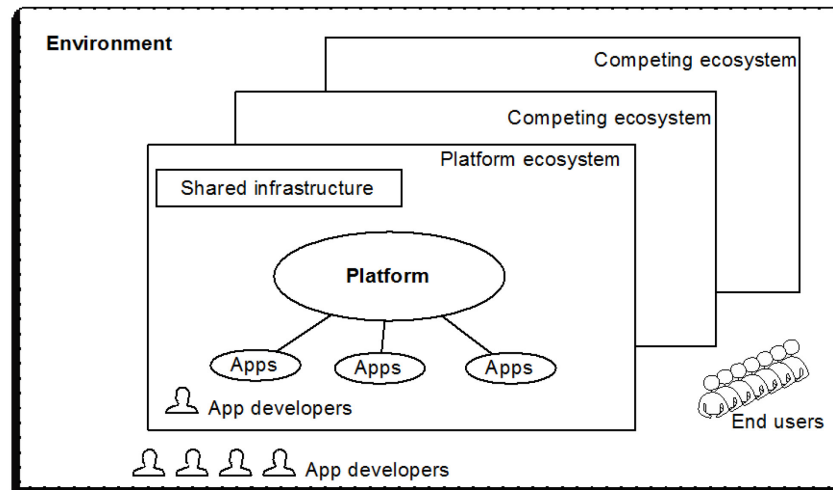 Environment
Competing ecosystem
Competing ecosystem
Platform ecosystem
Shared infrastructure
Platform
Apps
Apps
Apps
App developers
End users
App developers